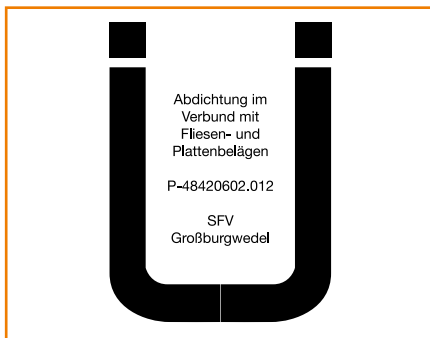 Abdichtung im
Verbund mit
Fliesen- und
Plattenbelägen
P-48420602.012
SFV
Großburgwedel